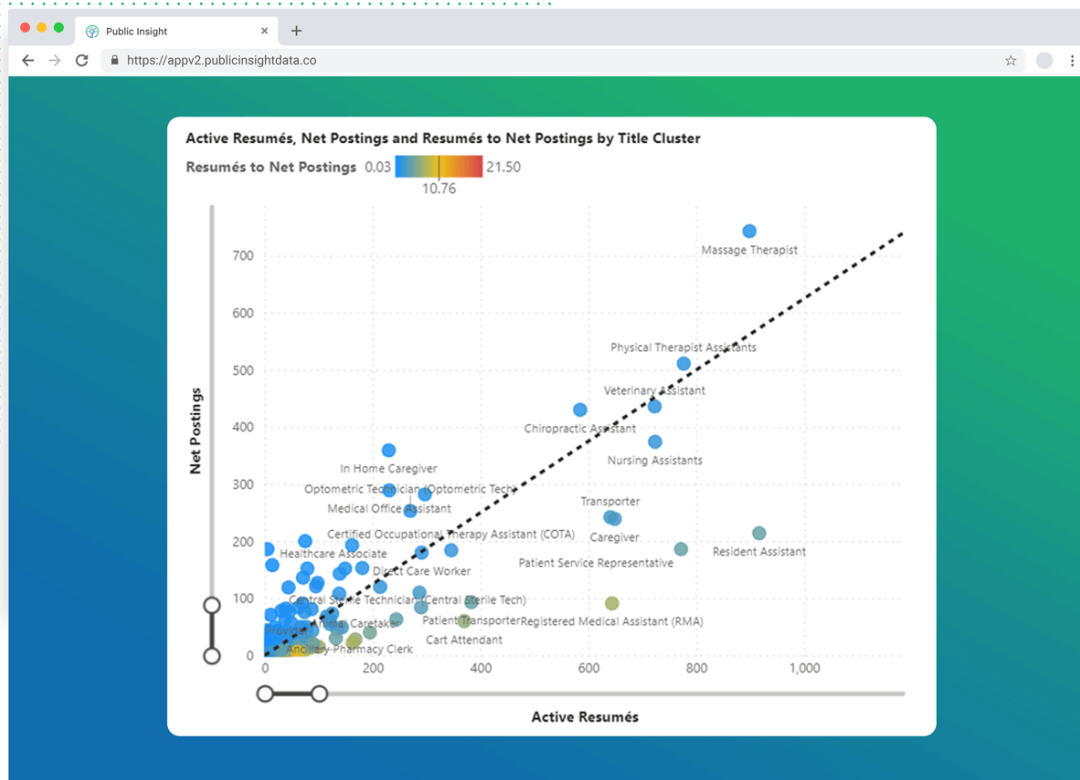 Public Insight
https://appv2.publicinsightdata.co
Active Resumés, Net Postings and Resumés to Net Postings by Title Cluster
Resumés to Net Postings 0.03 21.50
10.76
Massage Therapist
700
600
Physical Therapist Assistants
500
Veterinary Assistant
400
Chiropractic Assistant
Nursing Assistants
In Home Caregiver
300
Optometric Technician (Optometric Tech)
Transporter
Medical Office Assistant
Certified Occupational Therapy Assistant (COTA)
Caregiver
200
Healthcare Associate
Resident Assistant
Patient Service Representative
Direct Care Worker
100
Central Sterile Technician (Central Sterile Tech)
Patient Transporter
Registered Medical Assistant (RMA)
Provider
Animal Caretaker
Cart Attendant
Ancillary Pharmacy Clerk
0
0 200 400 600 800 1,000
Net Postings
Active Resumés